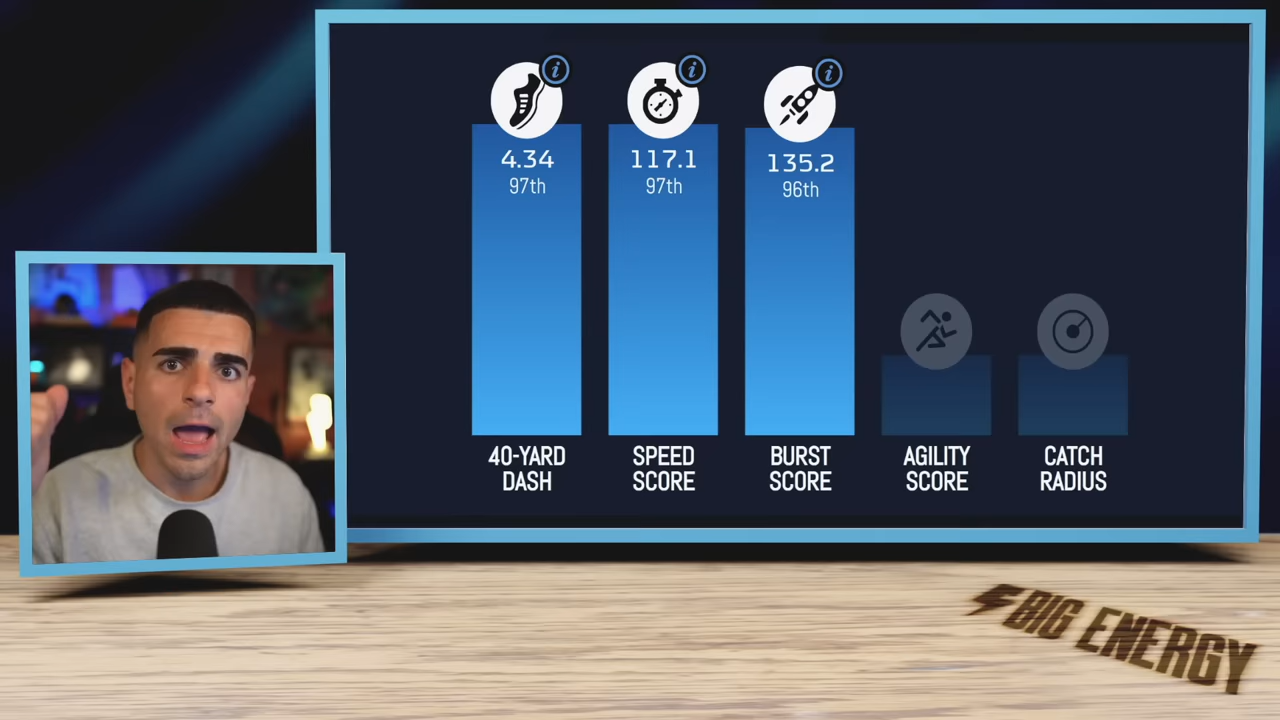 4.34
97th
117.1
97th
135.2
96th
40-YARD
DASH
SPEED
SCORE
BURST
SCORE
AGILITY
SCORE
CATCH
RADIUS
BIG ENERGY